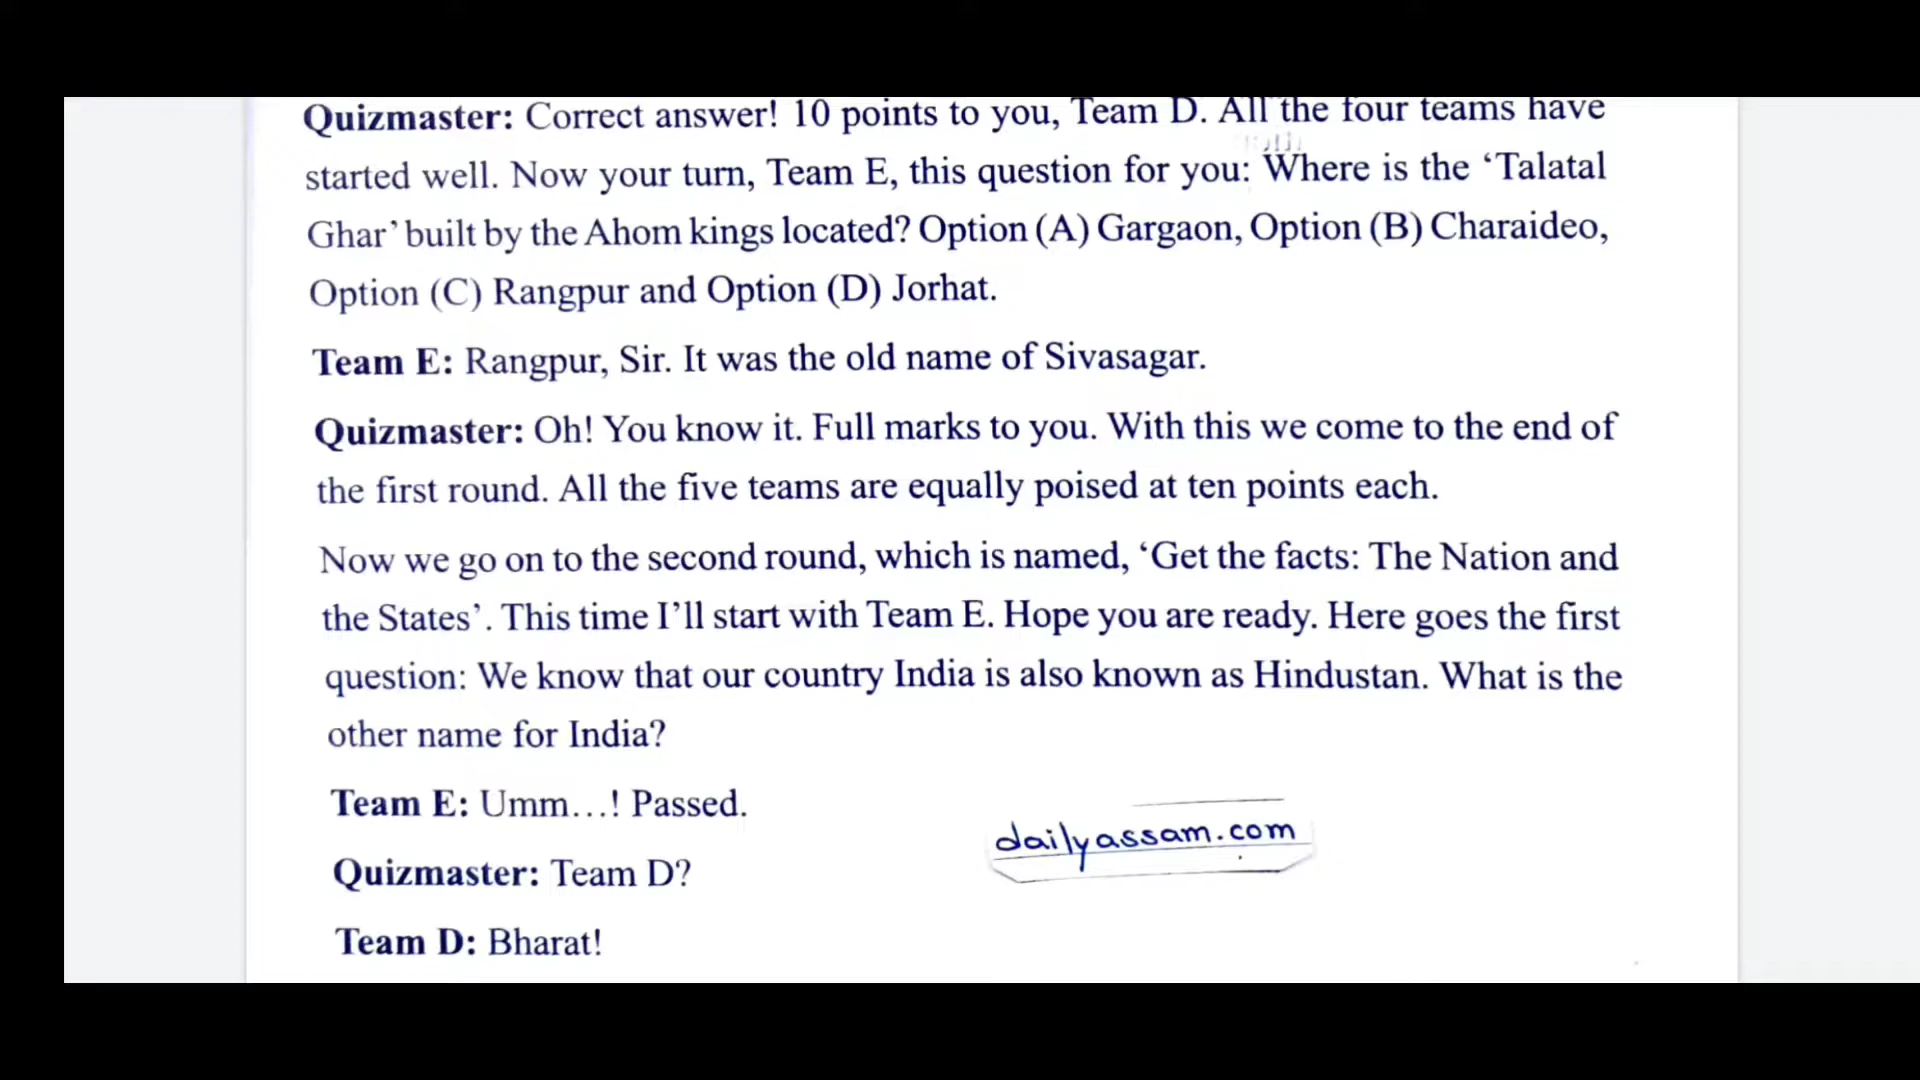 Quizmaster: Correct answer! 10 points to you, Team D. All the four teams have
started well. Now your turn, Team E, this question for you: Where is the ‘Talatal
Ghar’ built by the Ahom kings located? Option (A) Gargaon, Option (B) Charaideo,
Option (C) Rangpur and Option (D) Jorhat.
Team E: Rangpur, Sir. It was the old name of Sivasagar.
Quizmaster: Oh! You know it. Full marks to you. With this we come to the end of
the first round. All the five teams are equally poised at ten points each.
Now we go on to the second round, which is named, ‘Get the facts: The Nation and
the States’. This time I’ll start with Team E. Hope you are ready. Here goes the first
question: We know that our country India is also known as Hindustan. What is the
other name for India?
Team E: Umm...! Passed.
dailyassam.com
Quizmaster: Team D?
Team D: Bharat!